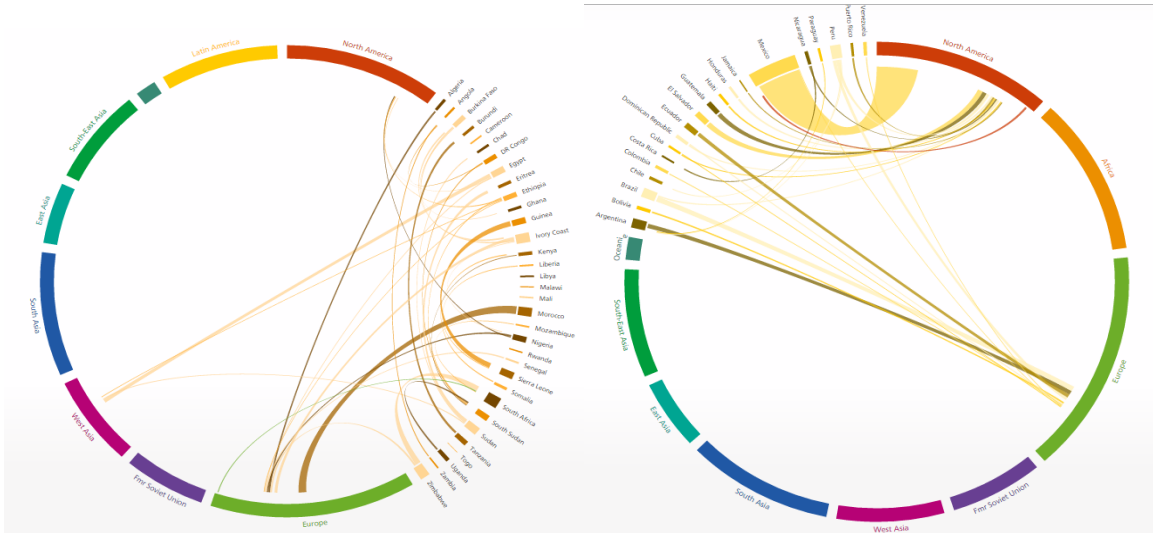 Latin America
North America
Algeria
Angola
Burkina Faso
Burundi
Cameroon
Chad
DR Congo
Egypt
Eritrea
Ethiopia
Ghana
Guinea
Ivory Coast
Kenya
Liberia
Libya
Malawi
Mali
Morocco
Mozambique
Nigeria
Rwanda
Senegal
Sierra Leone
Somalia
South Africa
South Sudan
Sudan
Tanzania
Togo
Uganda
Zambia
Zimbabwe
Europe
Fmr Soviet Union
West Asia
South Asia
East Asia
South-East Asia
Venezuela
Puerto Rico
Peru
Paraguay
Nicaragua
Mexico
Jamaica
Honduras
Haiti
Guatemala
El Salvador
Ecuador
Dominican Republic
Cuba
Costa Rica
Colombia
Chile
Brazil
Bolivia
Argentina
Oceani
South-East Asia
East Asia
South Asia
West Asia
Fmr Soviet Union
Europe
Africa
North America